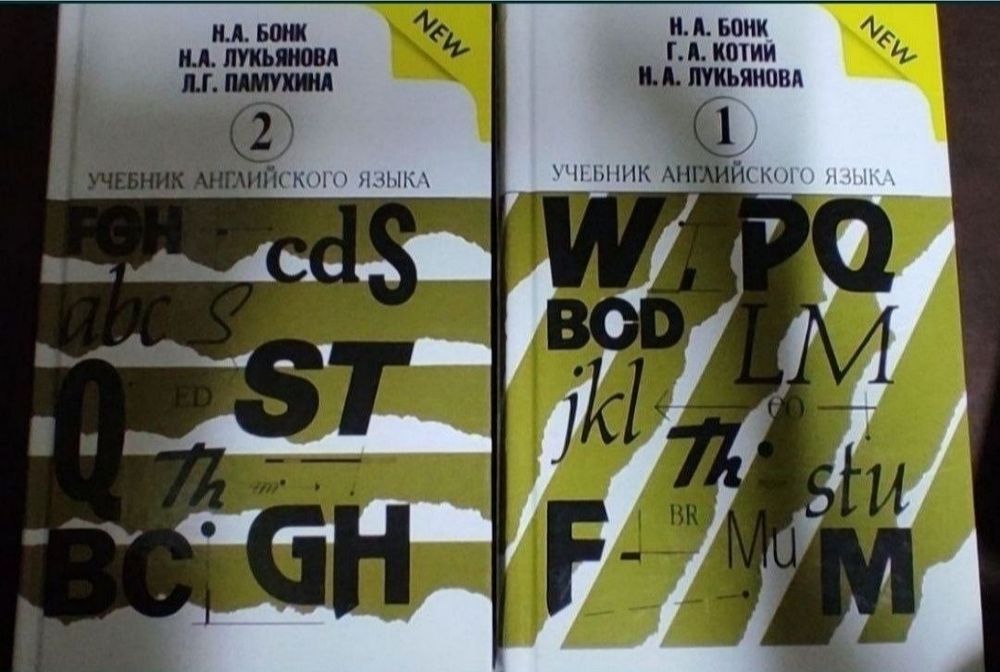 Н.А. БОНК
Н.А. ЛУКЬЯНОВА
Л.Г. ПАМУХИНА
NEW
2
УЧЕБНИК АНГЛИЙСКОГО ЯЗЫКА
FGH
cdS
abc S
Q
ED
ST
Th
BC
GH
Н. А. БОНК
Г. А. КОТИЙ
Н. А. ЛУКЬЯНОВА
NEW
1
УЧЕБНИК АНГЛИЙСКОГО ЯЗЫКА
W. PQ
BCD
LM
jkl
eo
Th
stu
F
BR
Mu
M